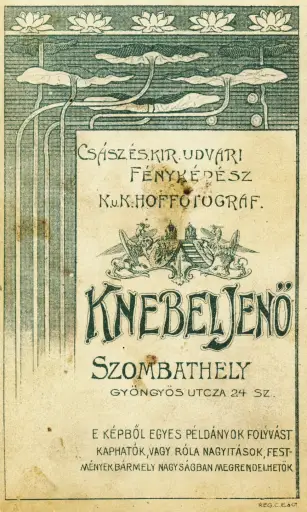 CSÁSZ.ÉS.KIR.UDVARI
FÉNYKÉPÉSZ
K.u.K.HOFFOTOGRÁF.
KNEBEL JENŐ
SZOMBATHELY
GYÖNGYÖS UTCZA 24 SZ.
E KÉPBŐL EGYES PÉLDÁNYOK FOLYVÁST
KAPHATÓK, VAGY RÓLA NAGYITÁSOK, FEST-
MÉNYEK BÁRMELY NAGYSÁGBAN MEGRENDELHETŐK